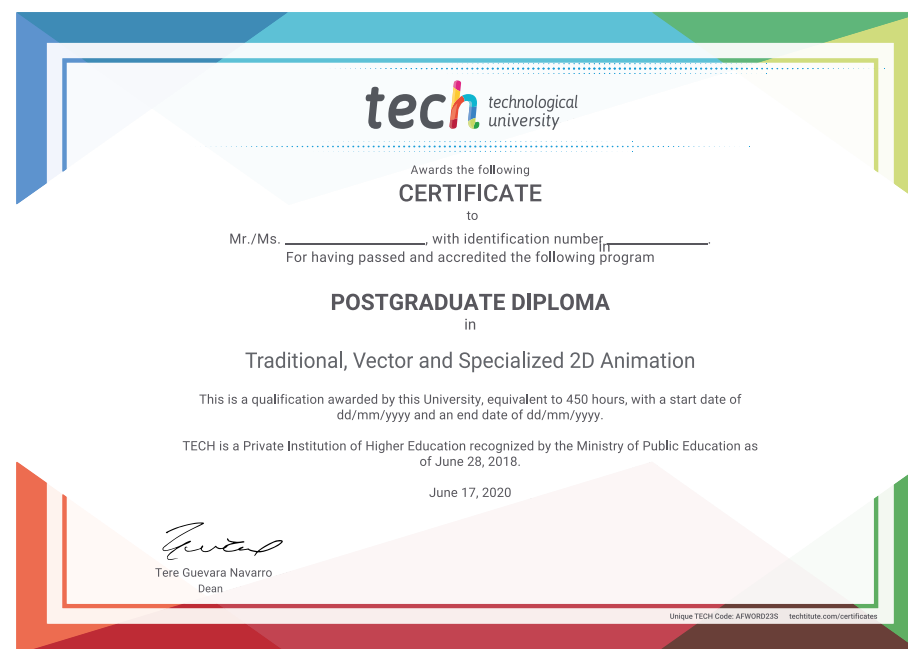 tech technological
university
Awards the following
CERTIFICATE
to
Mr./Ms. ____________, with identification number ____________.
in
For having passed and accredited the following program
POSTGRADUATE DIPLOMA
in
Traditional, Vector and Specialized 2D Animation
This is a qualification awarded by this University, equivalent to 450 hours, with a start date of
dd/mm/yyyy and an end date of dd/mm/yyyy.
TECH is a Private Institution of Higher Education recognized by the Ministry of Public Education as
of June 28, 2018.
June 17, 2020
Tere Guevara Navarro
Dean
Unique TECH Code: AFWORD23S techtitute.com/certificates